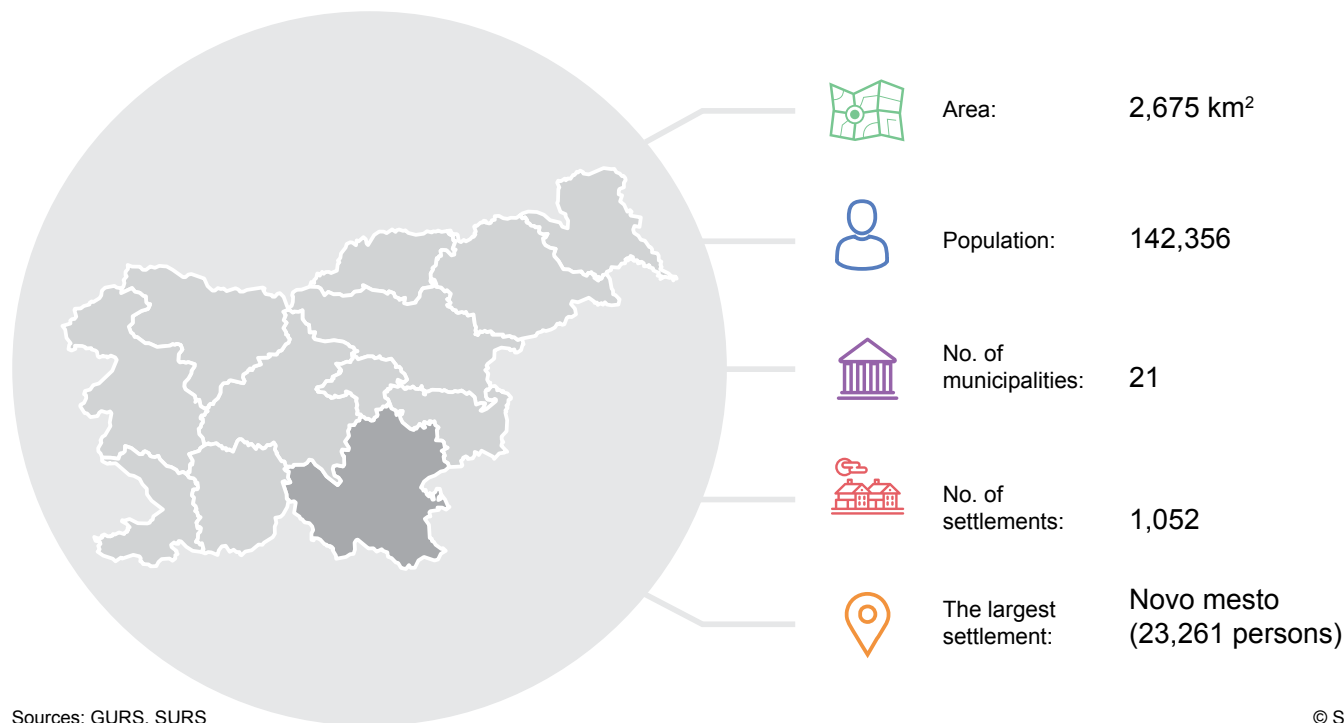 Area: 2,675 km²
Population: 142,356
No. of
municipalities: 21
No. of
settlements: 1,052
The largest
settlement:
Novo mesto
(23,261 persons)
Sources: GURS, SURS
© S